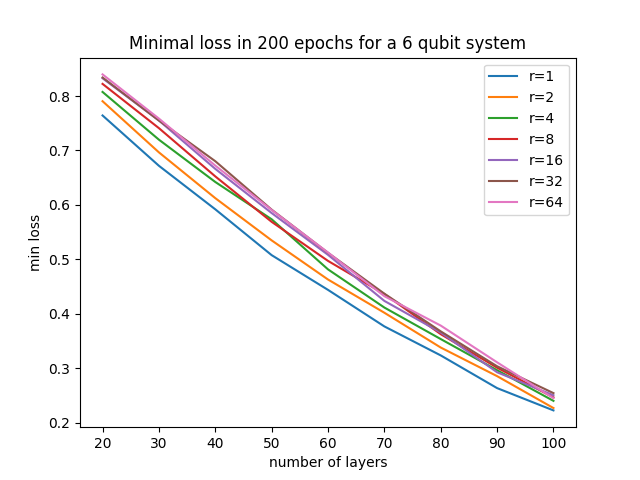 Minimal loss in 200 epochs for a 6 qubit system
r=1
r=2
r=4
r=8
r=16
r=32
r=64
min loss
0.8
0.7
0.6
0.5
0.4
0.3
0.2
20 30 40 50 60 70 80 90 100
number of layers